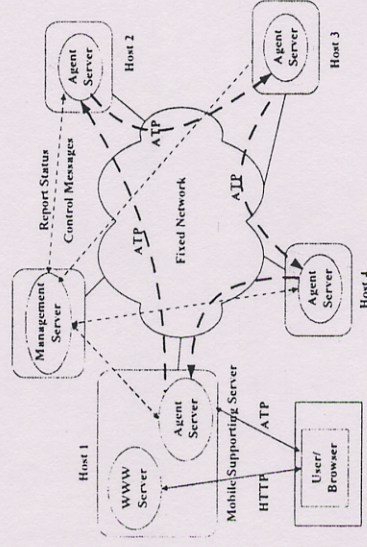 Host 1
WWW
Server
Agent
Server
Mobile Supporting Server
HTTP
ATP
User/
Browser
Management
Server
Report Status
Control Messages
ATP
Agent
Server
Host 2
ATP
Fixed Network
ATP
Agent
Server
Host 3
Agent
Server
Host 4